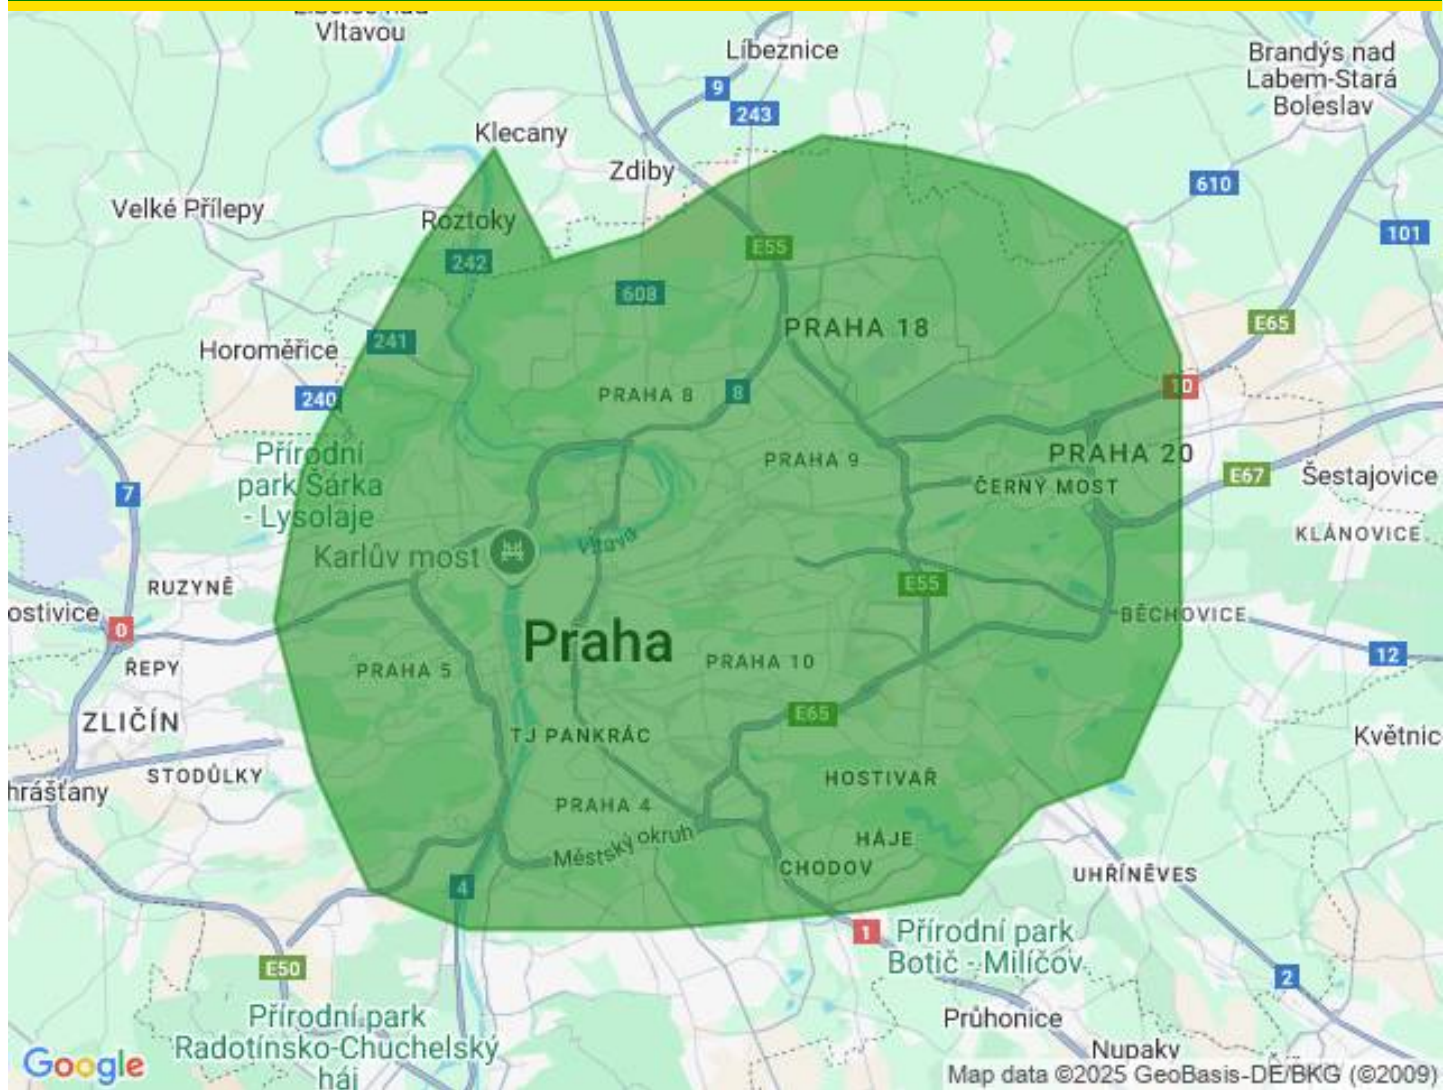 Vltavou
Líbeznice
Brandýs nad
Labem-Stará
Boleslav
9
243
Klecany
Zdiby
610
Velké Přílepy
Roztoky
101
E55
242
608
PRAHA 18
E65
241
Horoměřice
10
PRAHA 8
8
240
Přírodní
park Šárka
- Lysolaje
PRAHA 9
PRAHA 20
E67
Šestajovice
7
ČERNÝ MOST
KLÁNOVICE
Vltava
Karlův most
RUZYNĚ
E55
ostivice
0
BĚCHOVICE
Praha
12
ŘEPY
PRAHA 5
PRAHA 10
ZLIČÍN
E65
TJ PANKRÁC
Květnic
STODŮLKY
HOSTIVAŘ
hrášťany
PRAHA 4
Městský okruh
HÁJE
CHODOV
UHŘÍNĚVES
4
1
Přírodní park
Botič - Milíčov
E50
2
Přírodní park
Radotínsko-Chuchelský
háj
Průhonice
Nupaky
Google
Map data ©2025 GeoBasis-DE/BKG (©2009)